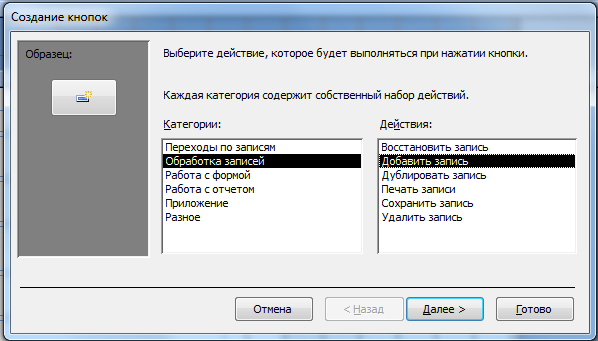 Создание кнопок
Образец:
Выберите действие, которое будет выполняться при нажатии кнопки.
Каждая категория содержит собственный набор действий.
Категории:
Переходы по записям
Обработка записей
Работа с формой
Работа с отчетом
Приложение
Разное
Действия:
Восстановить запись
Добавить запись
Дублировать запись
Печать записи
Сохранить запись
Удалить запись
Отмена
< Назад
Далее >
Готово